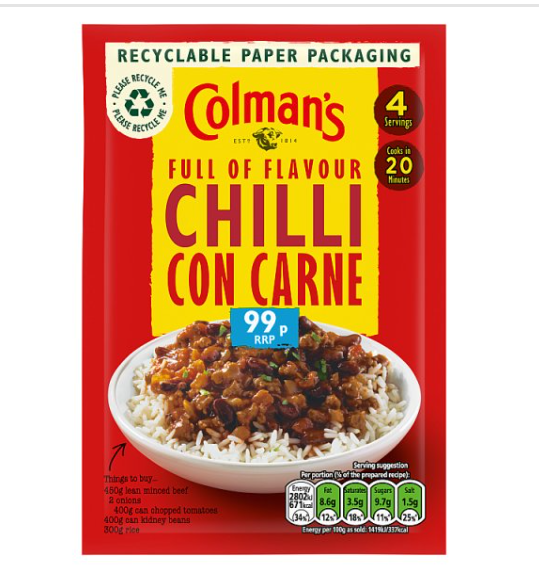 RECYCLABLE PAPER PACKAGING
PLEASE RECYCLE ME
PLEASE RECYCLE ME
Colman's
ESTD 1814
4
Servings
Cooks in
20
Minutes
FULL OF FLAVOUR
CHILLI
CON CARNE
99p
RRP
Things to buy...
450g lean minced beef
2 onions
400g can chopped tomatoes
400g can kidney beans
300g rice
Serving suggestion
Per portion (% of the prepared recipe):
Energy
2802kJ
671kcal
34%
Fat
8.6g
12%
Saturates
3.5g
18%
Sugars
9.7g
11%
Salt
1.5g
25%
Energy per 100g as sold: 1419kJ/337kcal